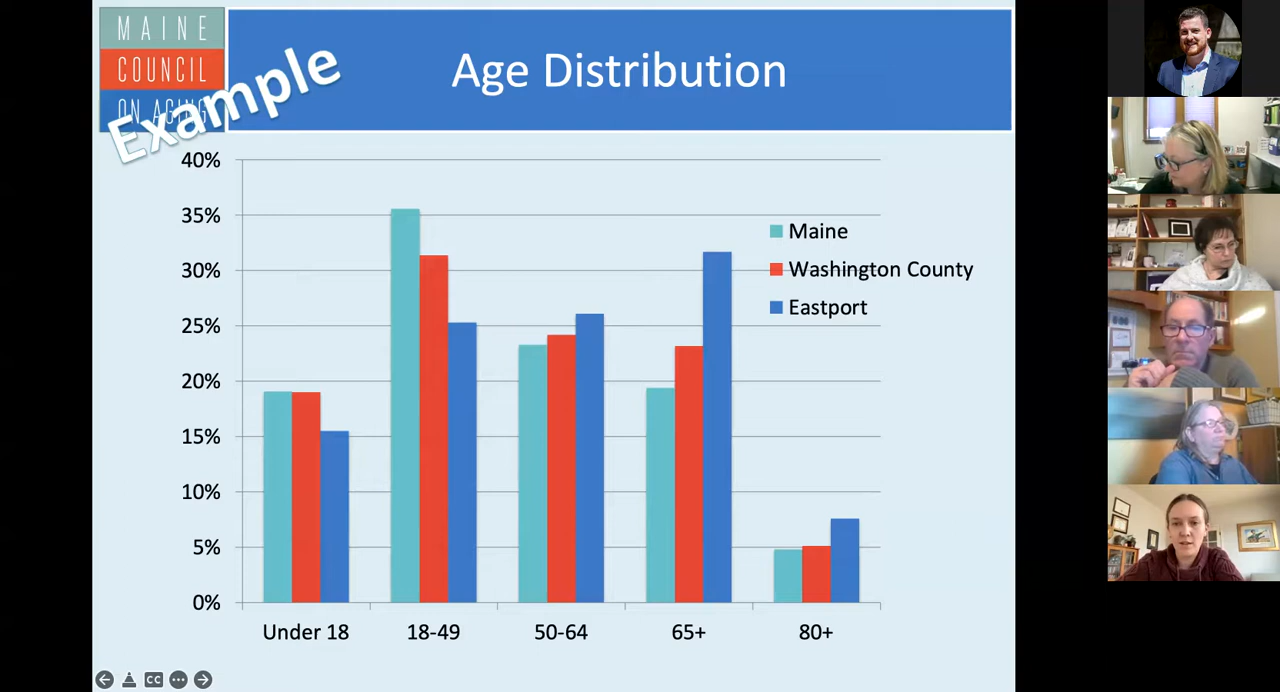 MAINE
COUNCIL
ON AGING
Example
Age Distribution
40%
35%
30%
25%
20%
15%
10%
5%
0%
Maine
Washington County
Eastport
Under 18
18-49
50-64
65+
80+
CC